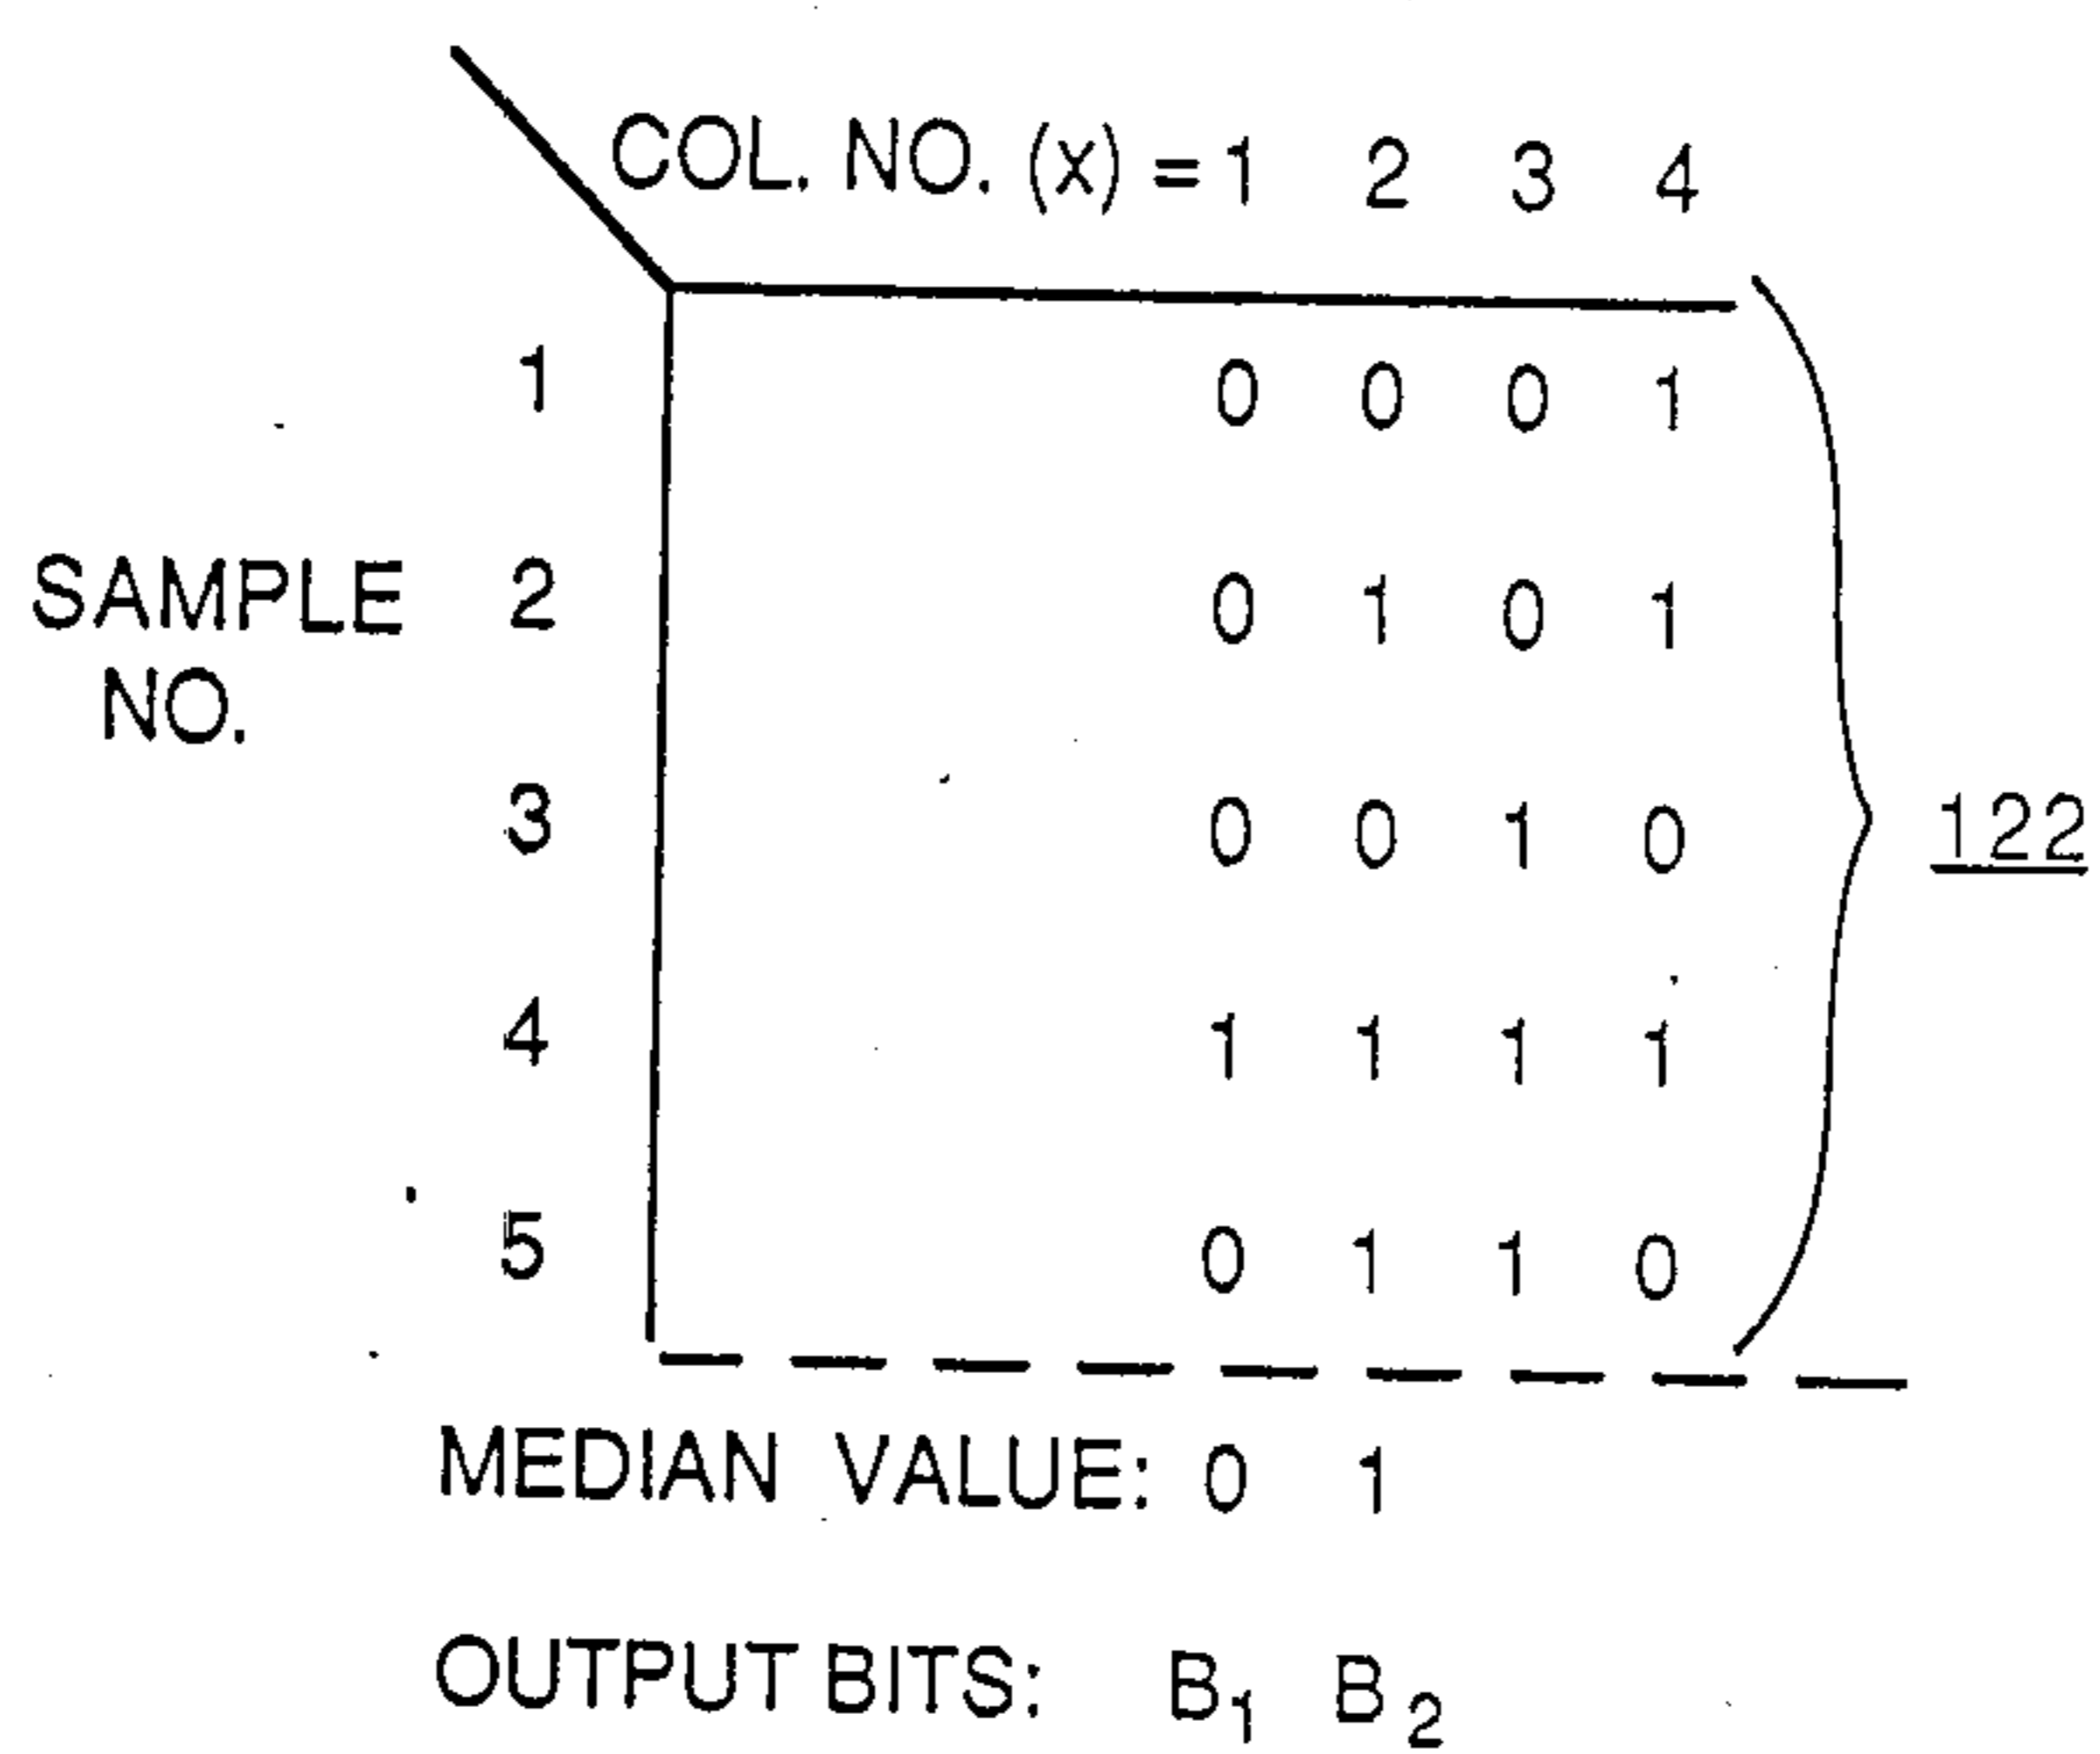 COL. NO. (x) = 1 2 3 4
1 0 0 0 1
SAMPLE 2 0 1 0 1
NO.
3 0 0 1 0
122
4 1 1 1 1
5 0 1 1 0
MEDIAN VALUE: 0 1
OUTPUT BITS: B1 B2